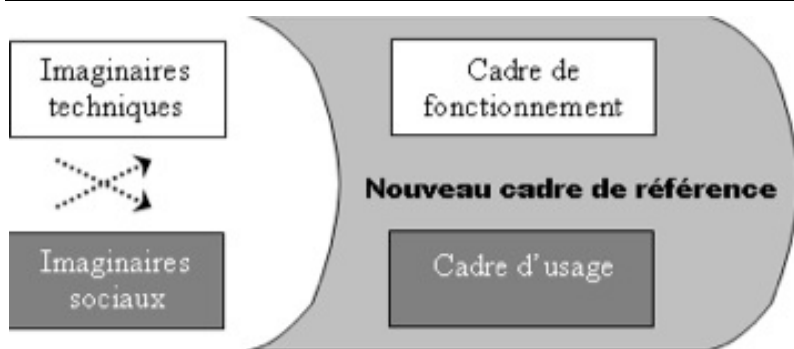 Imaginaires
techniques
Cadre de
fonctionnement
Nouveau cadre de référence
Imaginaires
sociaux
Cadre d'usage